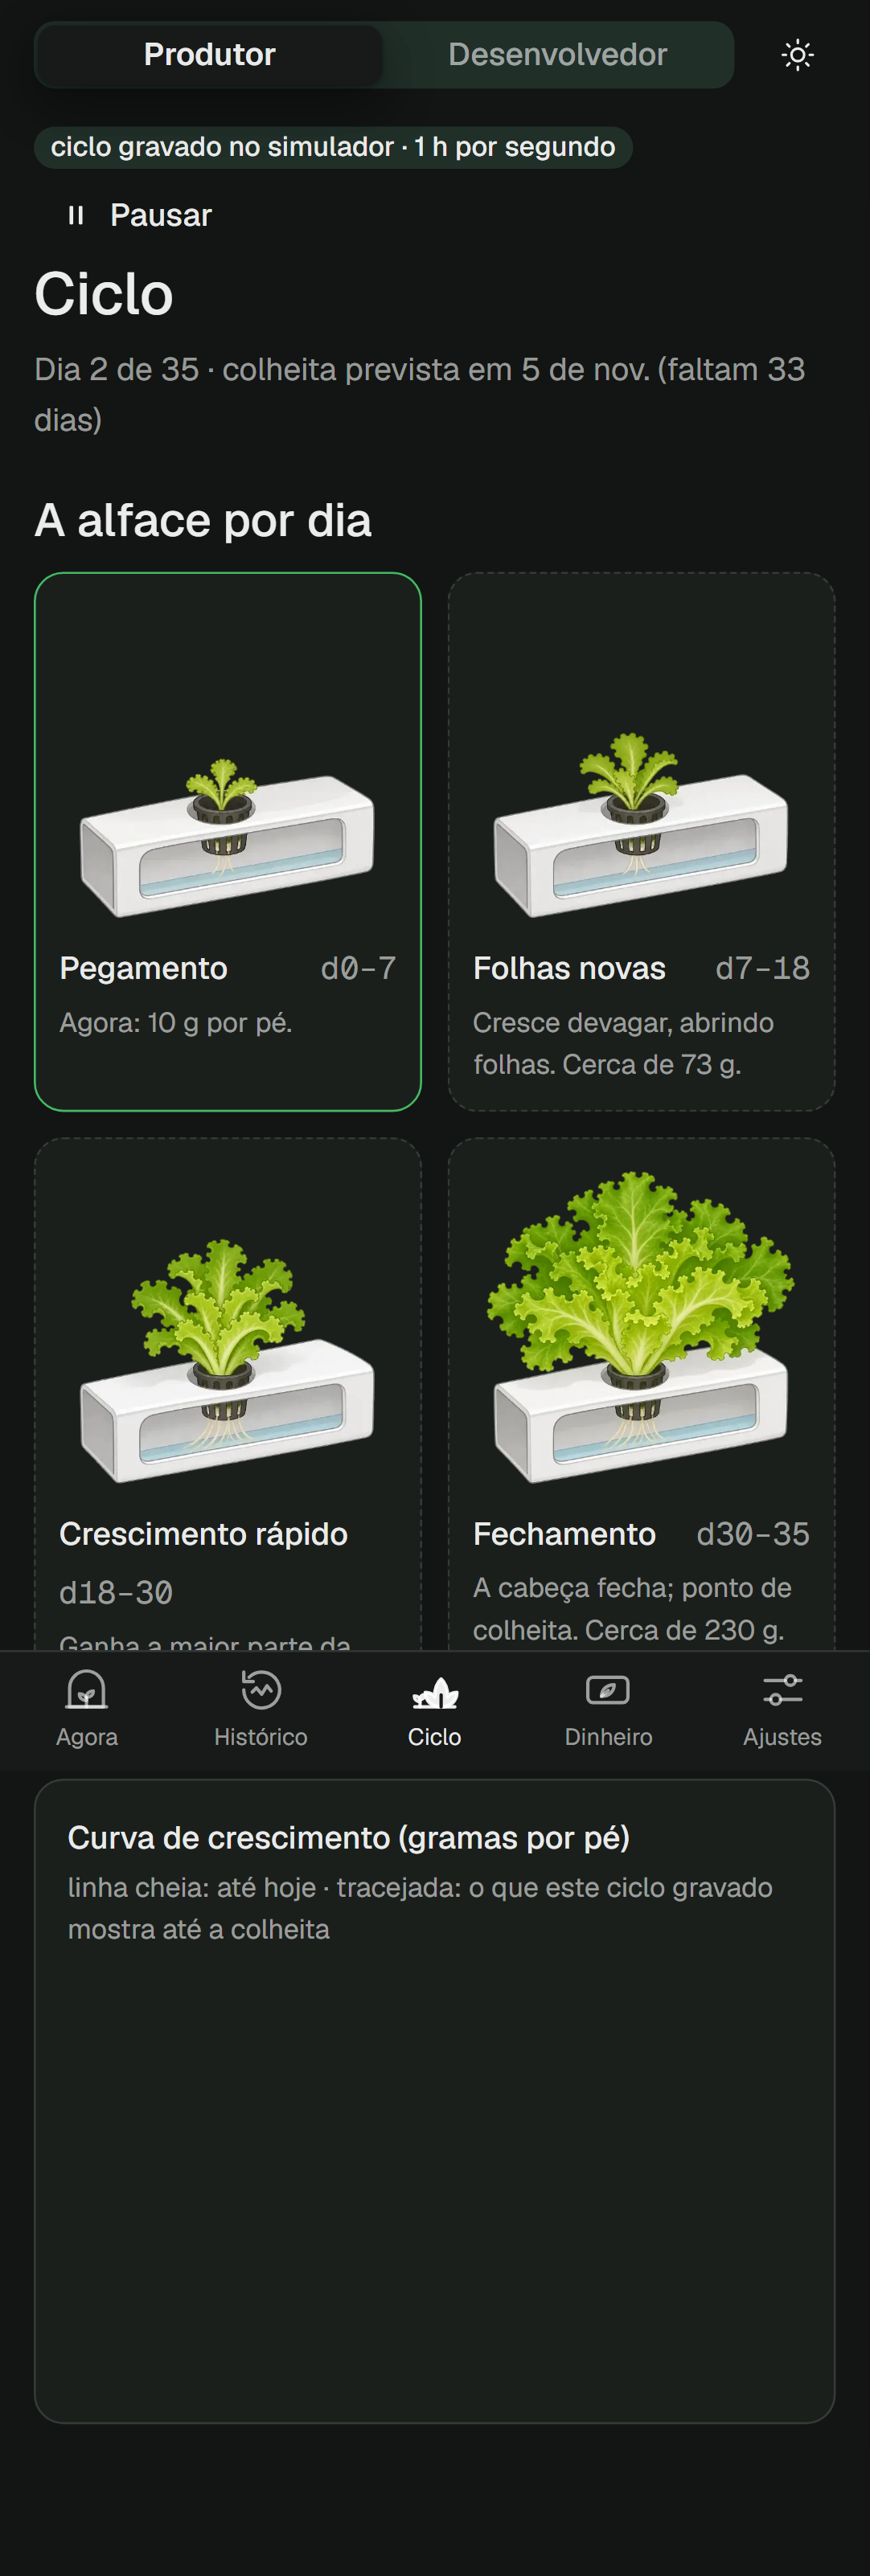 Produtor
Desenvolvedor
ciclo gravado no simulador · 1 h por segundo
Pausar
Ciclo
Dia 2 de 35 · colheita prevista em 5 de nov. (faltam 33
dias)
A alface por dia
Pegamento d0–7
Agora: 10 g por pé.
Folhas novas d7–18
Cresce devagar, abrindo
folhas. Cerca de 73 g.
Crescimento rápido
d18–30
Ganha a maior parte da
Fechamento d30–35
A cabeça fecha; ponto de
colheita. Cerca de 230 g.
Agora
Histórico
Ciclo
Dinheiro
Ajustes
Curva de crescimento (gramas por pé)
linha cheia: até hoje · tracejada: o que este ciclo gravado
mostra até a colheita